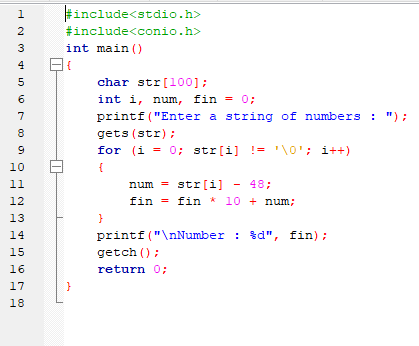 1 #include<stdio.h>
2 #include<conio.h>
3 int main()
4 {
5 char str[100];
6 int i, num, fin = 0;
7 printf("Enter a string of numbers : ");
8 gets(str);
9 for (i = 0; str[i] != '\0'; i++)
10 {
11 num = str[i] - 48;
12 fin = fin * 10 + num;
13 }
14 printf("\nNumber : %d", fin);
15 getch();
16 return 0;
17 }
18